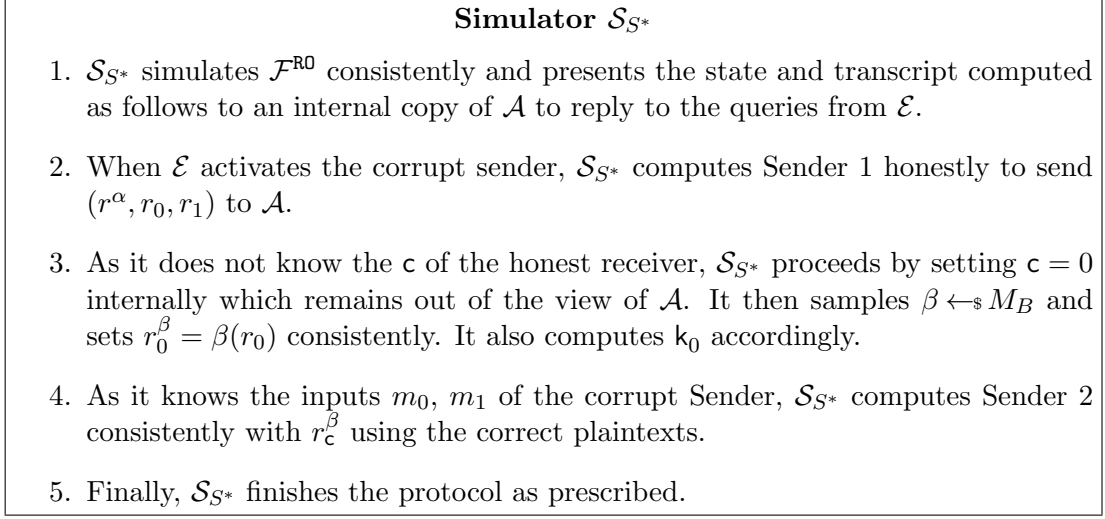 Simulator 𝒮_{S*}
1. 𝒮_{S*} simulates ℱ^{RO} consistently and presents the state and transcript computed
as follows to an internal copy of 𝒜 to reply to the queries from ℰ.
2. When ℰ activates the corrupt sender, 𝒮_{S*} computes Sender 1 honestly to send
(r^α, r_0, r_1) to 𝒜.
3. As it does not know the c of the honest receiver, 𝒮_{S*} proceeds by setting c = 0
internally which remains out of the view of 𝒜. It then samples β ←$ M_B and
sets r_0^β = β(r_0) consistently. It also computes k_0 accordingly.
4. As it knows the inputs m_0, m_1 of the corrupt Sender, 𝒮_{S*} computes Sender 2
consistently with r_c^β using the correct plaintexts.
5. Finally, 𝒮_{S*} finishes the protocol as prescribed.